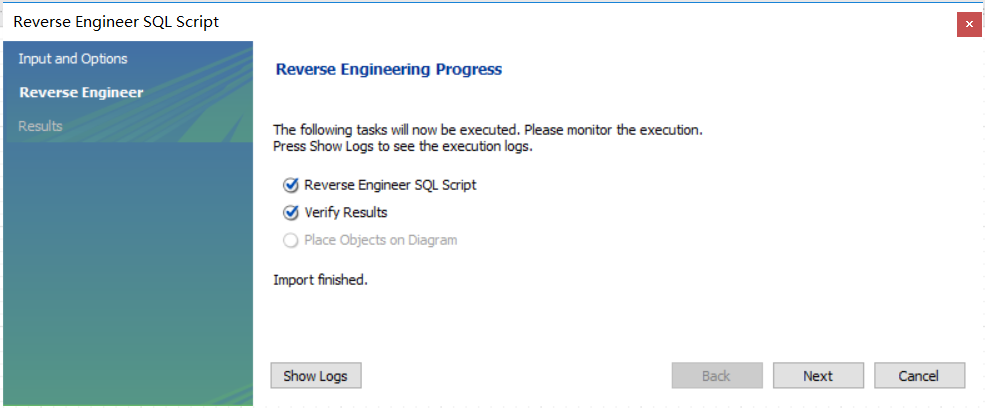 Reverse Engineer SQL Script
Input and Options
Reverse Engineer
Results
Reverse Engineering Progress
The following tasks will now be executed. Please monitor the execution.
Press Show Logs to see the execution logs.
Reverse Engineer SQL Script
Verify Results
Place Objects on Diagram
Import finished.
Show Logs
Back
Next
Cancel